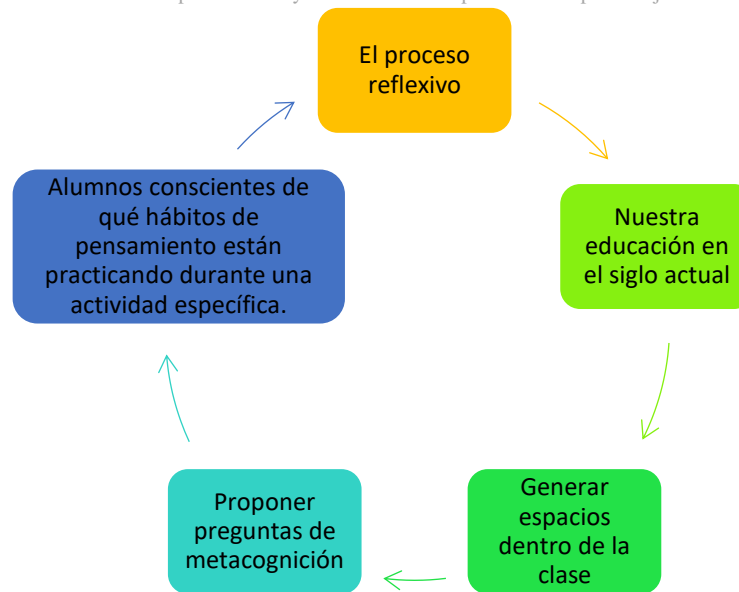 El proceso
reflexivo
Nuestra
educación en
el siglo actual
Generar
espacios
dentro de la
clase
Proponer
preguntas de
metacognición
Alumnos conscientes de
qué hábitos de
pensamiento están
practicando durante una
actividad específica.